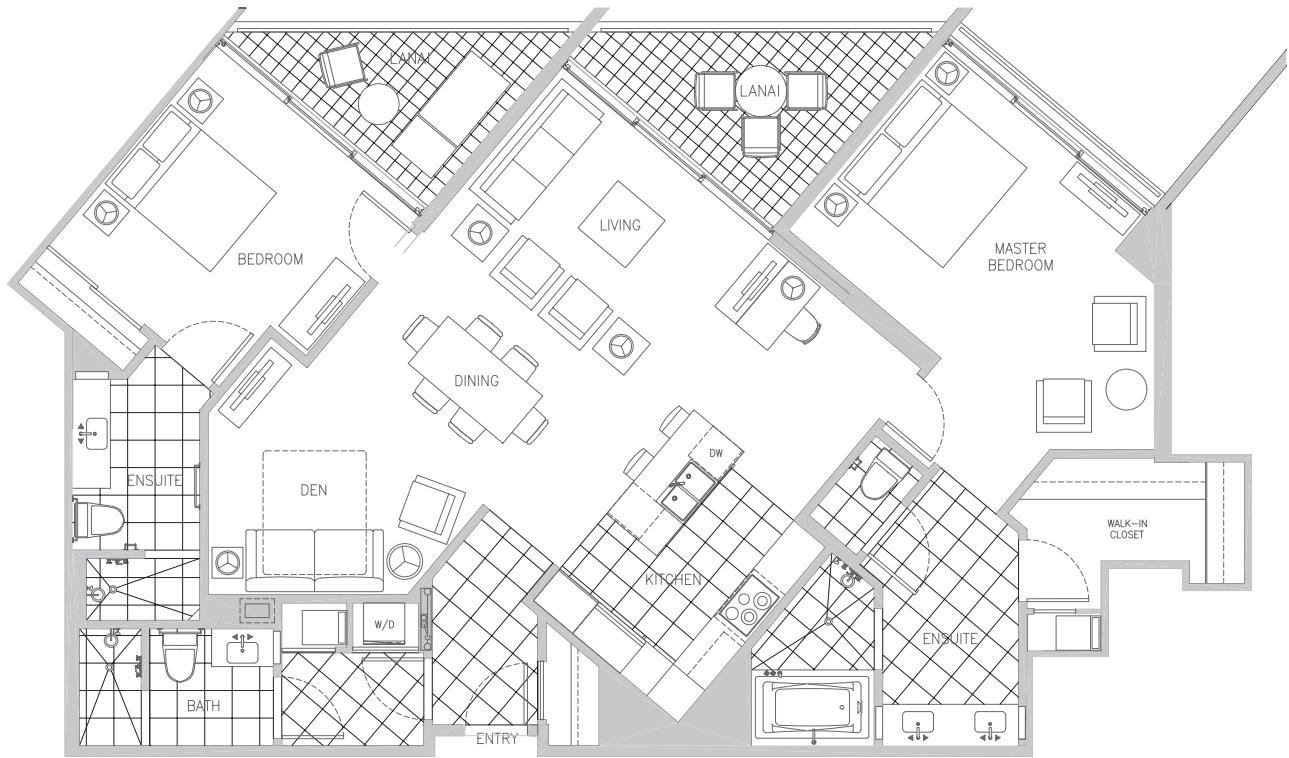 LANAI
LANAI
LIVING
BEDROOM
MASTER
BEDROOM
DINING
DW
ENSUITE
DEN
WALK-IN
CLOSET
KITCHEN
W/D
ENSUITE
BATH
ENTRY